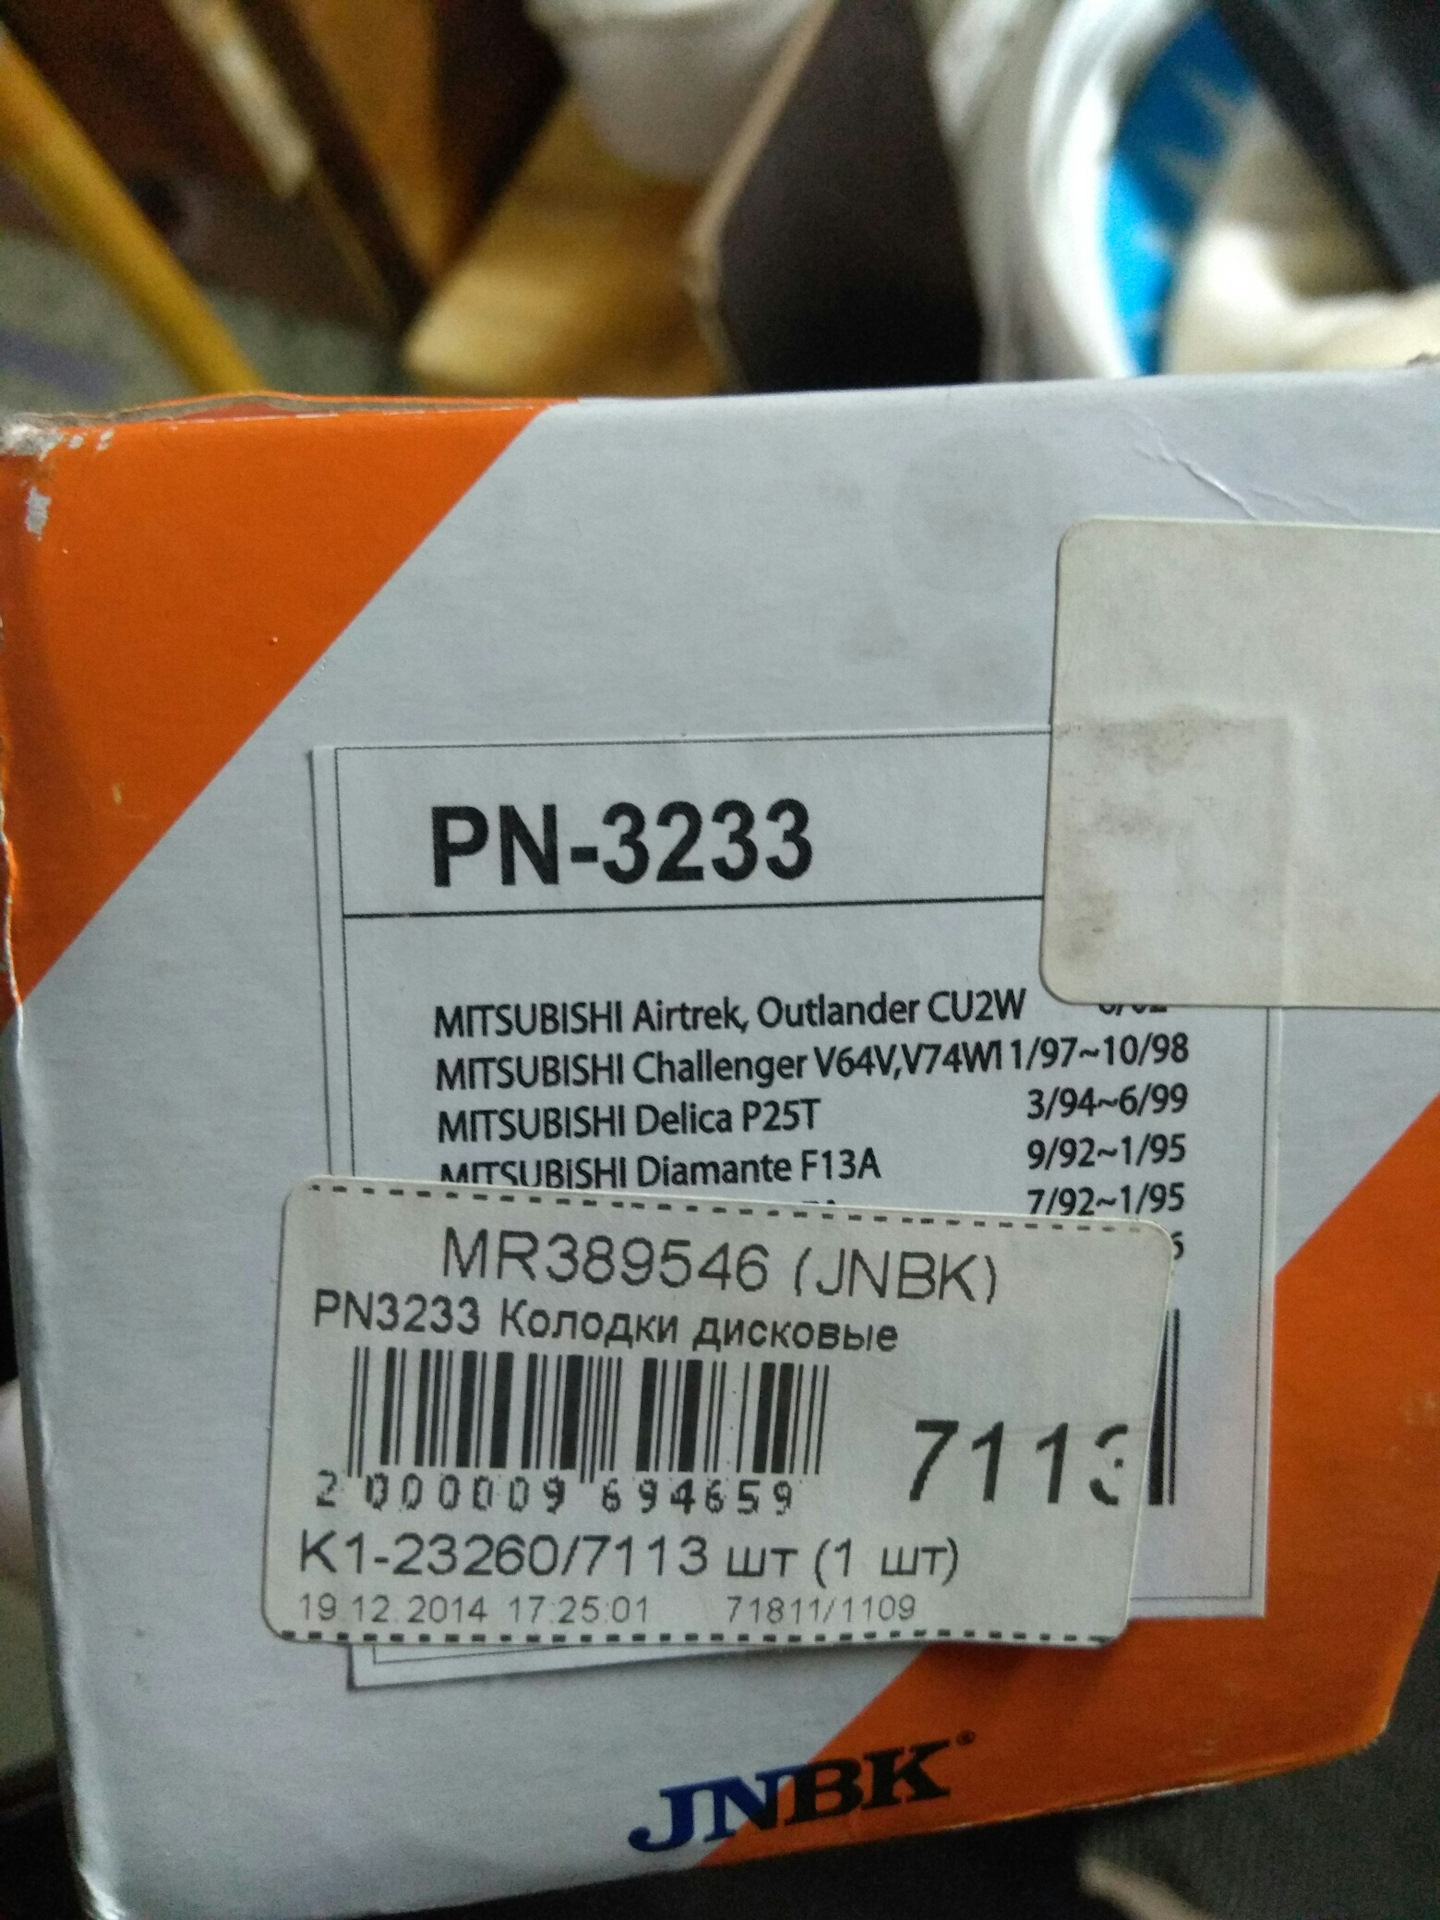 PN-3233
MITSUBISHI Airtrek, Outlander CU2W
MITSUBISHI Challenger V64V,V74W11/97~10/98
MITSUBISHI Delica P25T 3/94~6/99
MITSUBISHI Diamante F13A 9/92~1/95
7/92~1/95
MR389546 (JNBK)
PN3233 Колодки дисковые
7113
2 000009 694659
K1-23260/7113 шт (1 шт)
19.12.2014 17:25:01 71811/1109
JNBK®